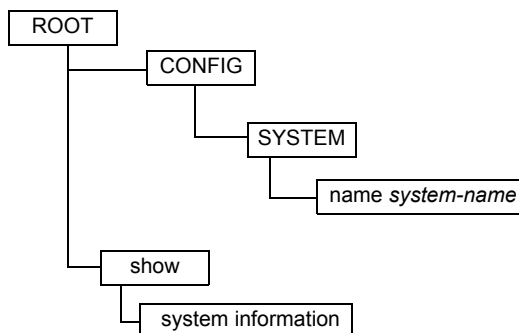 ROOT
CONFIG
SYSTEM
name system-name
show
system information